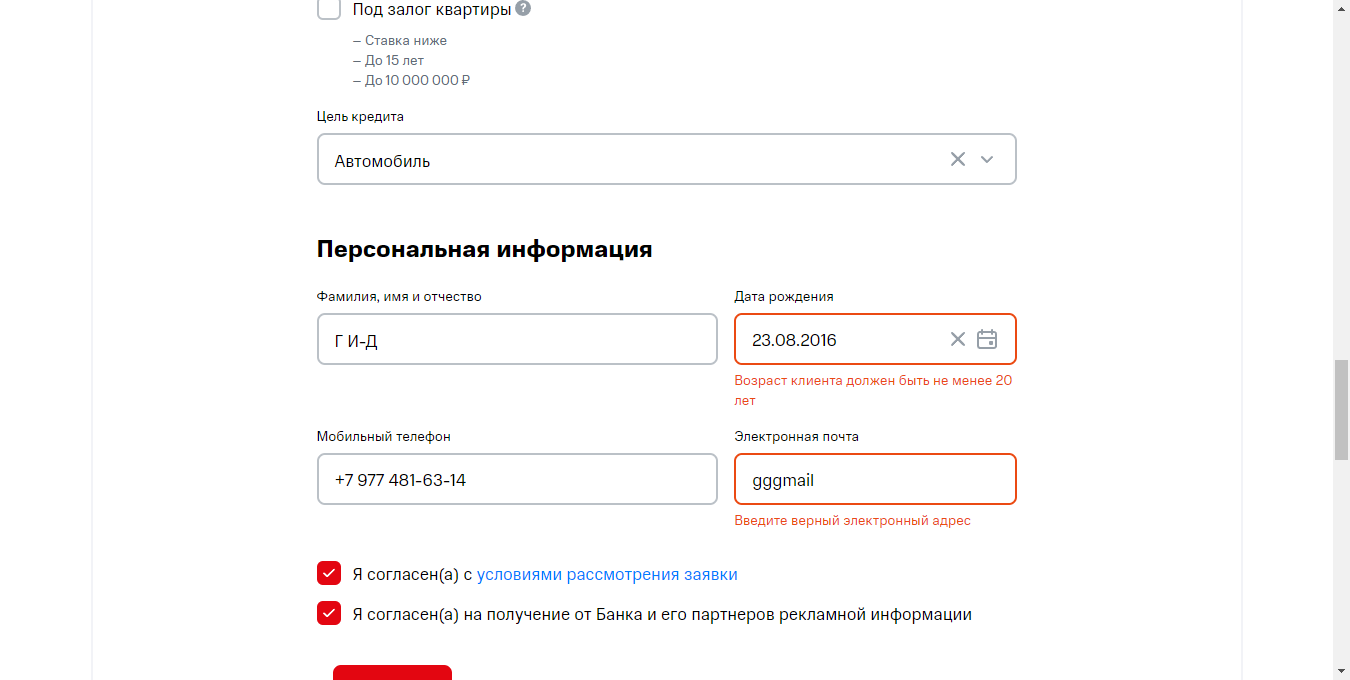 Под залог квартиры ?
– Ставка ниже
– До 15 лет
– До 10 000 000 ₽
Цель кредита
Автомобиль
Персональная информация
Фамилия, имя и отчество
Г И-Д
Дата рождения
23.08.2016
Возраст клиента должен быть не менее 20
лет
Мобильный телефон
+7 977 481-63-14
Электронная почта
gggmail
Введите верный электронный адрес
Я согласен(а) с условиями рассмотрения заявки
Я согласен(а) на получение от Банка и его партнеров рекламной информации